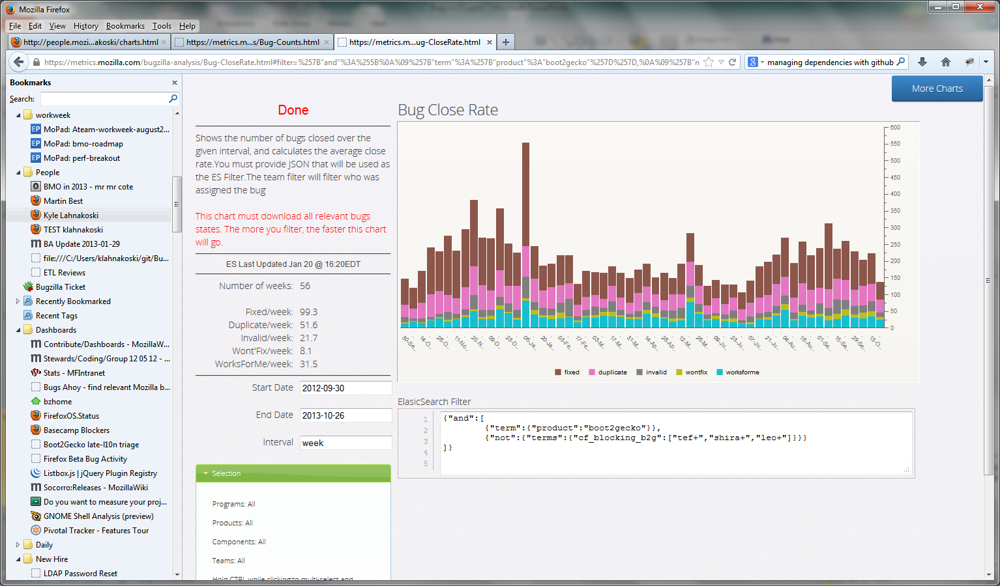 Mozilla Firefox
File Edit View History Bookmarks Tools Help
http://people.mozi...akoski/charts.html
https://metrics.m...s/Bug-Counts.html
https://metrics.m...ug-CloseRate.html
https://metrics.mozilla.com/bugzilla-analysis/Bug-CloseRate.html#filter=%257B"and"%3A%255B%0A%09%257B"term"%3A%257B"product"%3A"boot2gecko"%257D%257D,%0A%09%257B"n
managing dependencies with github
Bookmarks
Search:
workweek
MoPad: Ateam-workweek-august2...
MoPad: bmo-roadmap
MoPad: perf-breakout
People
BMO in 2013 - mr mr cote
Martin Best
Kyle Lahnakoski
TEST klahnakoski
BA Update 2013-01-29
file:///C:/Users/klahnakoski/git/Bu...
ETL Reviews
Bugzilla Ticket
Recently Bookmarked
Recent Tags
Dashboards
Contribute/Dashboards - MozillaW...
Stewards/Coding/Group 12 05 12 - ...
Stats - MFIntranet
Bugs Ahoy - find relevant Mozilla b...
bzhome
FirefoxOS.Status
Basecamp Blockers
Boot2Gecko late-l10n triage
Firefox Beta Bug Activity
Listbox.js | jQuery Plugin Registry
Socorro:Releases - MozillaWiki
Do you want to measure your proj...
GNOME Shell Analysis (preview)
Pivotal Tracker - Features Tour
Daily
New Hire
LDAP Password Reset
More Charts
Done
Shows the number of bugs closed over the
given interval, and calculates the average close
rate.You must provide JSON that will be used as
the ES Filter.The team filter will filter who was
assigned the bug
This chart must download all relevant bugs
states. The more you filter, the faster this chart
will go.
ES Last Updated Jan 20 @ 16:20EDT
Number of weeks: 56
Fixed/week: 99.3
Duplicate/week: 51.6
Invalid/week: 21.7
Wont'Fix/week: 8.1
WorksForMe/week: 31.5
Start Date 2012-09-30
End Date 2013-10-26
Interval week
Selection
Programs: All
Products: All
Components: All
Teams: All
Hold CTRL while clicking to multi-select and
Bug Close Rate
600
550
500
450
400
350
300
250
200
150
100
50
0
30-Se.. 14-O.. 28-O.. 11-No.. 25-N.. 09-D.. 23-D.. 06-Ja.. 20-Ja.. 03-Fe.. 17-Fe.. 03-M.. 17-M.. 31-M.. 14-Ap.. 28-Ap.. 12-M.. 26-M.. 09-Ju.. 23-Ju.. 07-Ju.. 21-Ju.. 04-Au.. 18-Au.. 01-Se.. 15-Se.. 29-Se.. 13-O..
fixed duplicate invalid wontfix worksforme
ElasicSearch Filter
1 {"and":[
2 {"term":{"product":"boot2gecko"}},
3 {"not":{"terms":{"cf_blocking_b2g":["tef+","shira+","leo+"]}}}
4 ]}
5